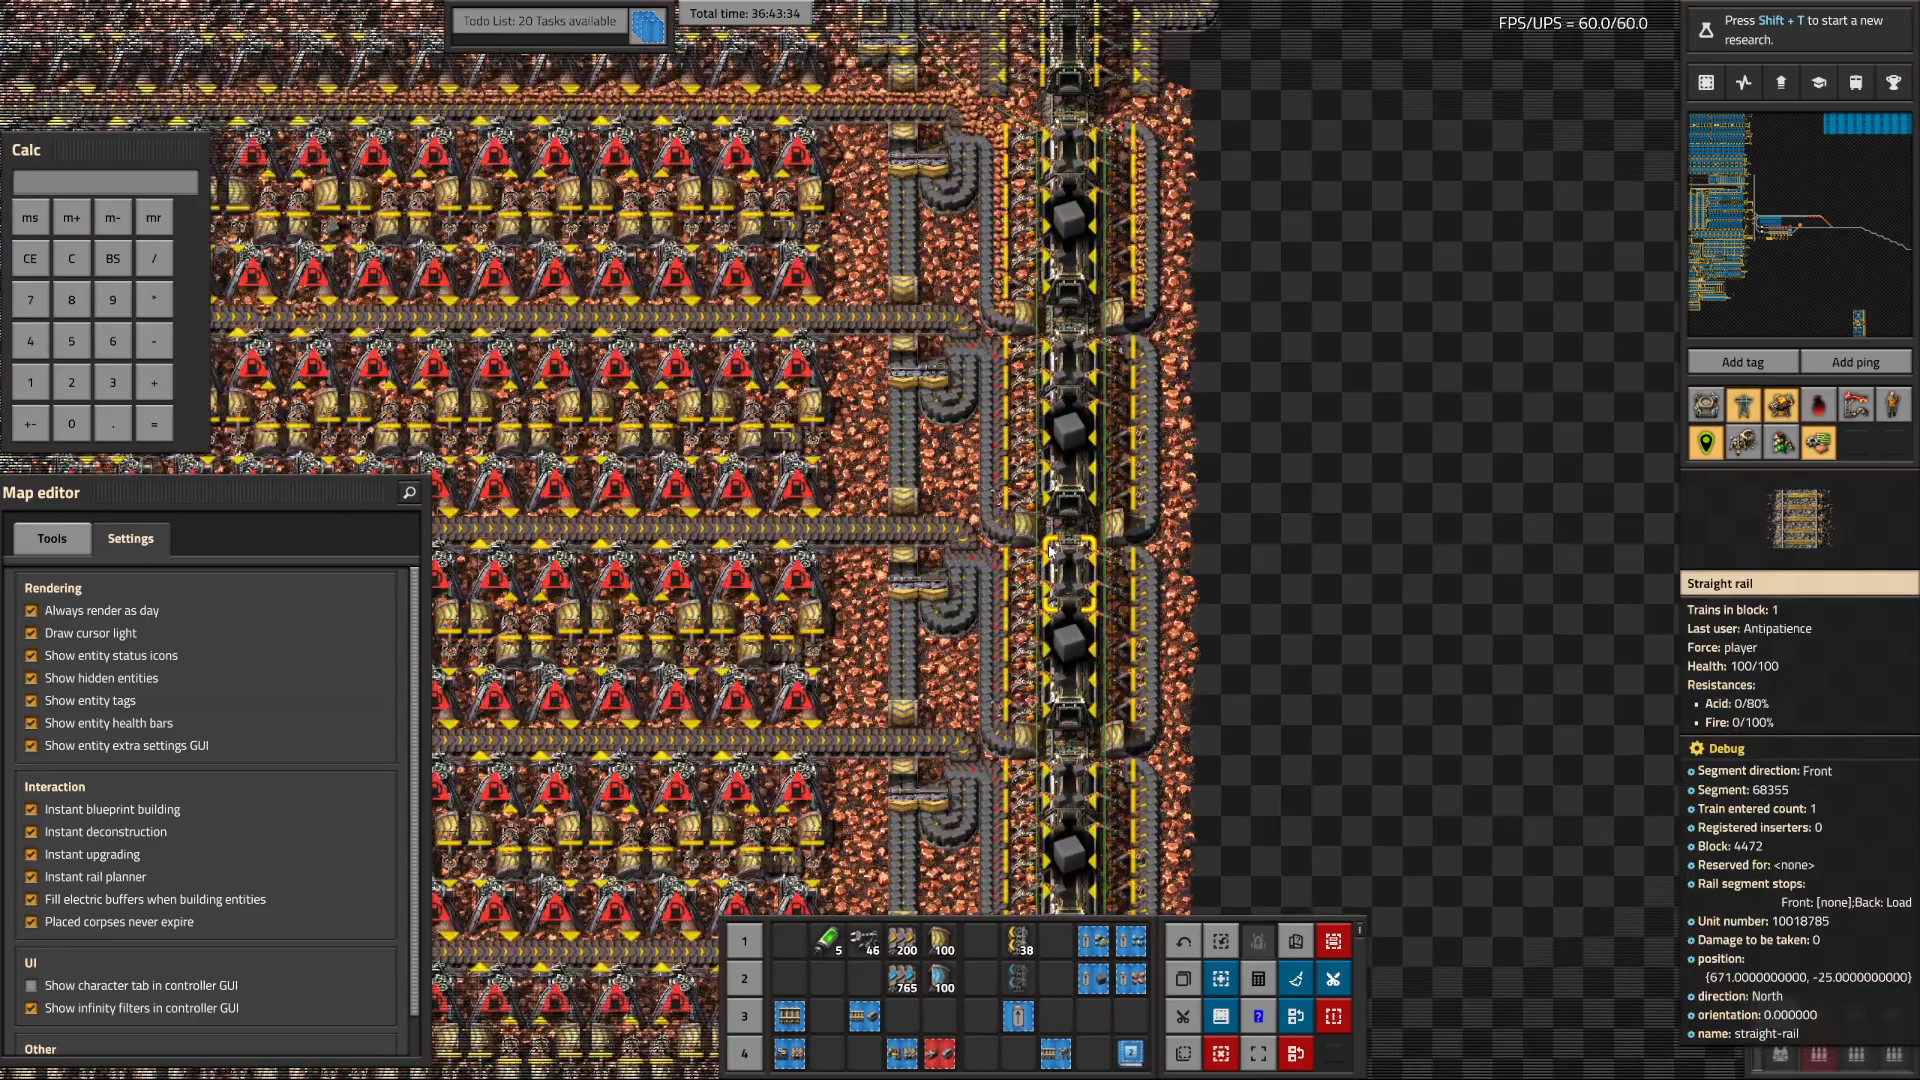 Todo List: 20 Tasks available
Total time: 36:43:34
FPS/UPS = 60.0/60.0
Press Shift + T to start a new
research.
Calc
ms m+ m- mr
CE C BS /
7 8 9 *
4 5 6 -
1 2 3 +
+- 0 . =
Add tag
Add ping
Map editor
Tools
Settings
Rendering
Always render as day
Draw cursor light
Show entity status icons
Show hidden entities
Show entity tags
Show entity health bars
Show entity extra settings GUI
Interaction
Instant blueprint building
Instant deconstruction
Instant upgrading
Instant rail planner
Fill electric buffers when building entities
Placed corpses never expire
UI
Show character tab in controller GUI
Show infinity filters in controller GUI
Other
Straight rail
Trains in block: 1
Last user: Antipatience
Force: player
Health: 100/100
Resistances:
• Acid: 0/80%
• Fire: 0/100%
Debug
Segment direction: Front
Segment: 68355
Train entered count: 1
Registered inserters: 0
Block: 4472
Reserved for: <none>
Rail segment stops:
Front: [none];Back: Load
Unit number: 10018785
Damage to be taken: 0
position:
{671.0000000000, -25.0000000000}
direction: North
orientation: 0.000000
name: straight-rail
1 5 46 200 100 38
2 765 100
3 ?
4 2